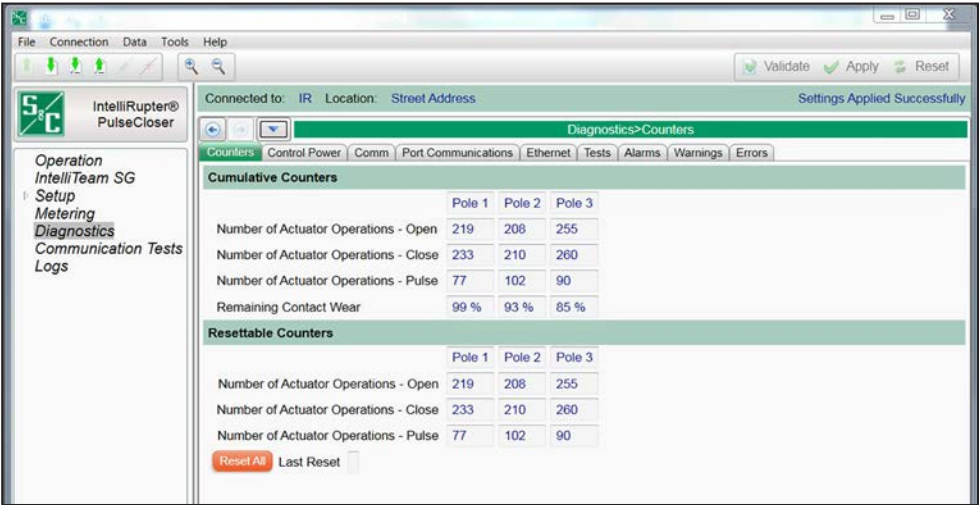 File Connection Data Tools Help
Validate Apply Reset
S&C
IntelliRupter®
PulseCloser
Operation
IntelliTeam SG
Setup
Metering
Diagnostics
Communication Tests
Logs
Connected to: IR Location: Street Address Settings Applied Successfully
Diagnostics>Counters
Counters Control Power Comm Port Communications Ethernet Tests Alarms Warnings Errors
Cumulative Counters
Pole 1 Pole 2 Pole 3
Number of Actuator Operations - Open 219 208 255
Number of Actuator Operations - Close 233 210 260
Number of Actuator Operations - Pulse 77 102 90
Remaining Contact Wear 99 % 93 % 85 %
Resettable Counters
Pole 1 Pole 2 Pole 3
Number of Actuator Operations - Open 219 208 255
Number of Actuator Operations - Close 233 210 260
Number of Actuator Operations - Pulse 77 102 90
Reset All Last Reset